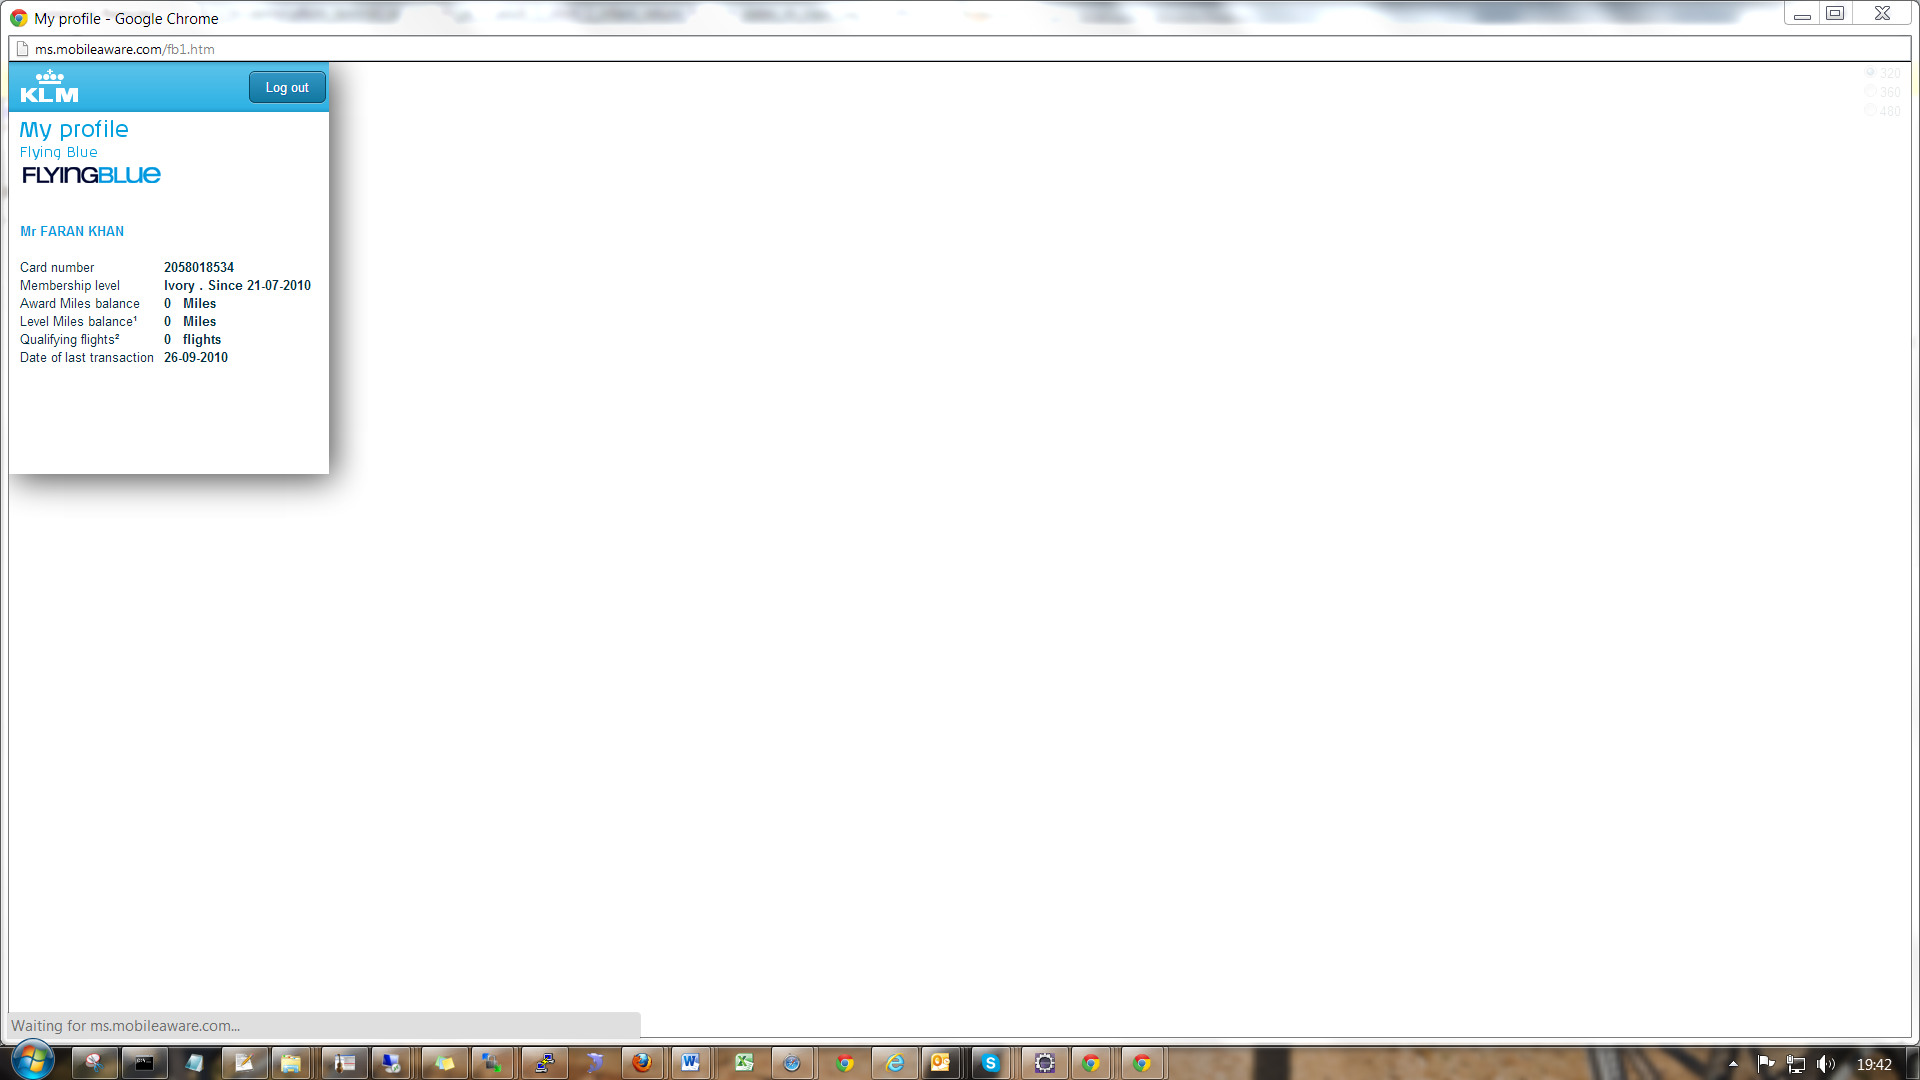 My profile - Google Chrome
ms.mobileaware.com/fb1.htm
KLM
Log out
320
360
480
My profile
Flying Blue
FLYINGBLUE
Mr FARAN KHAN
Card number 2058018534
Membership level Ivory . Since 21-07-2010
Award Miles balance 0 Miles
Level Miles balance¹ 0 Miles
Qualifying flights² 0 flights
Date of last transaction 26-09-2010
Waiting for ms.mobileaware.com...
19:42